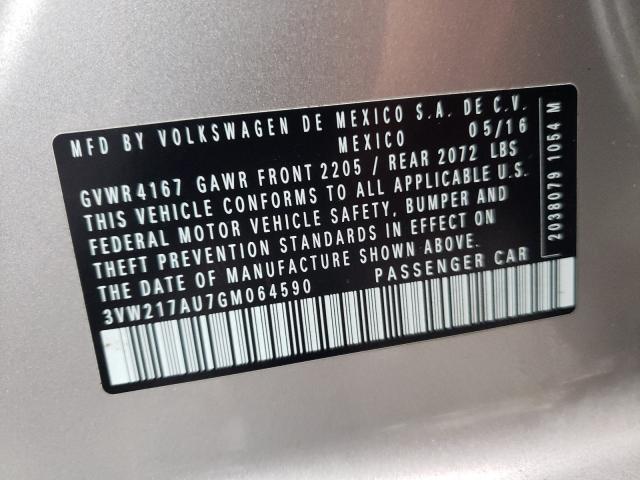 MFD BY VOLKSWAGEN DE MEXICO S.A. DE C.V.
MEXICO 05/16
GVWR 4167 GAWR FRONT 2205 / REAR 2072 LBS
THIS VEHICLE CONFORMS TO ALL APPLICABLE U.S.
FEDERAL MOTOR VEHICLE SAFETY, BUMPER AND
THEFT PREVENTION STANDARDS IN EFFECT ON
THE DATE OF MANUFACTURE SHOWN ABOVE.
3VW217AU7GM064590 PASSENGER CAR
2038079 1054 M